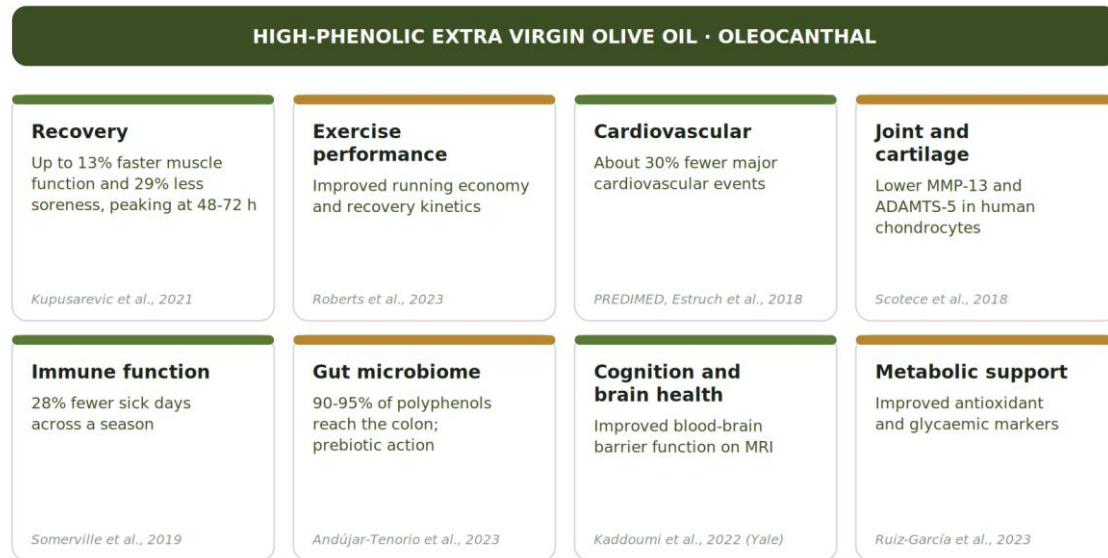 HIGH-PHENOLIC EXTRA VIRGIN OLIVE OIL · OLEOCANTHAL
Recovery
Up to 13% faster muscle
function and 29% less
soreness, peaking at 48-72 h
Kupusarevic et al., 2021
Exercise
performance
Improved running economy
and recovery kinetics
Roberts et al., 2023
Cardiovascular
About 30% fewer major
cardiovascular events
PREDIMED, Estruch et al., 2018
Joint and
cartilage
Lower MMP-13 and
ADAMTS-5 in human
chondrocytes
Scotece et al., 2018
Immune function
28% fewer sick days
across a season
Somerville et al., 2019
Gut microbiome
90-95% of polyphenols
reach the colon;
prebiotic action
Andújar-Tenorio et al., 2023
Cognition and
brain health
Improved blood-brain
barrier function on MRI
Kaddoumi et al., 2022 (Yale)
Metabolic support
Improved antioxidant
and glycaemic markers
Ruiz-García et al., 2023